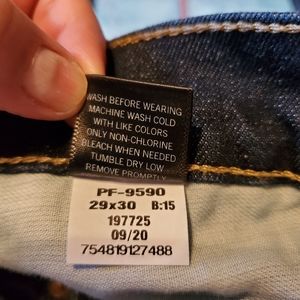 WASH BEFORE WEARING
MACHINE WASH COLD
WITH LIKE COLORS
ONLY NON-CHLORINE
BLEACH WHEN NEEDED
TUMBLE DRY LOW
REMOVE PROMPTLY
PF-9590
29x30 B:15
197725
09/20
754819127488